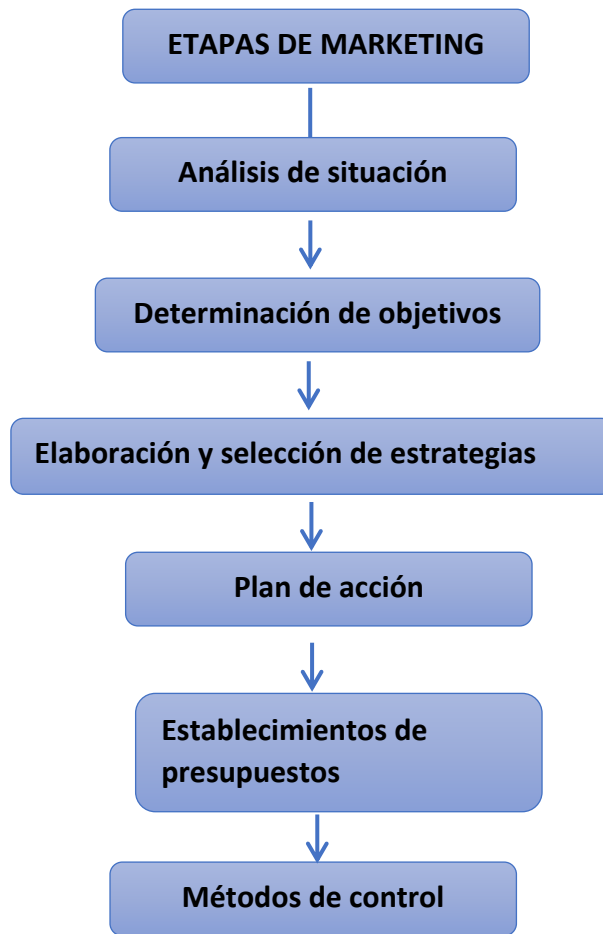 ETAPAS DE MARKETING
Análisis de situación
Determinación de objetivos
Elaboración y selección de estrategias
Plan de acción
Establecimientos de
presupuestos
Métodos de control